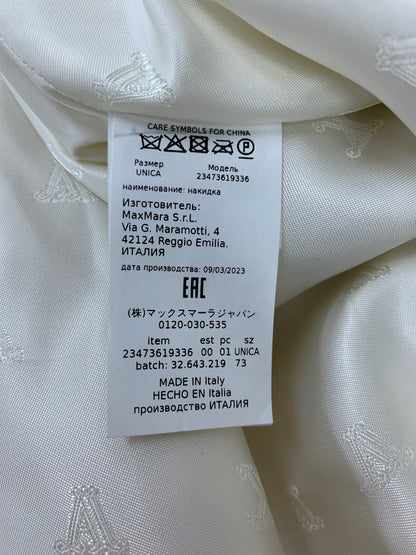 CARE SYMBOLS FOR CHINA
P
Размер Модель
UNICA 23473619336
наименование: накидка
Изготовитель:
MaxMara S.r.L.
Via G. Maramotti, 4
42124 Reggio Emilia.
ИТАЛИЯ
дата производства: 09/03/2023
EAC
(株)マックスマーラジャパン
0120-030-535
item est pc sz
23473619336 00 01 UNICA
batch: 32.643.219 73
MADE IN Italy
HECHO EN Italia
производство ИТАЛИЯ